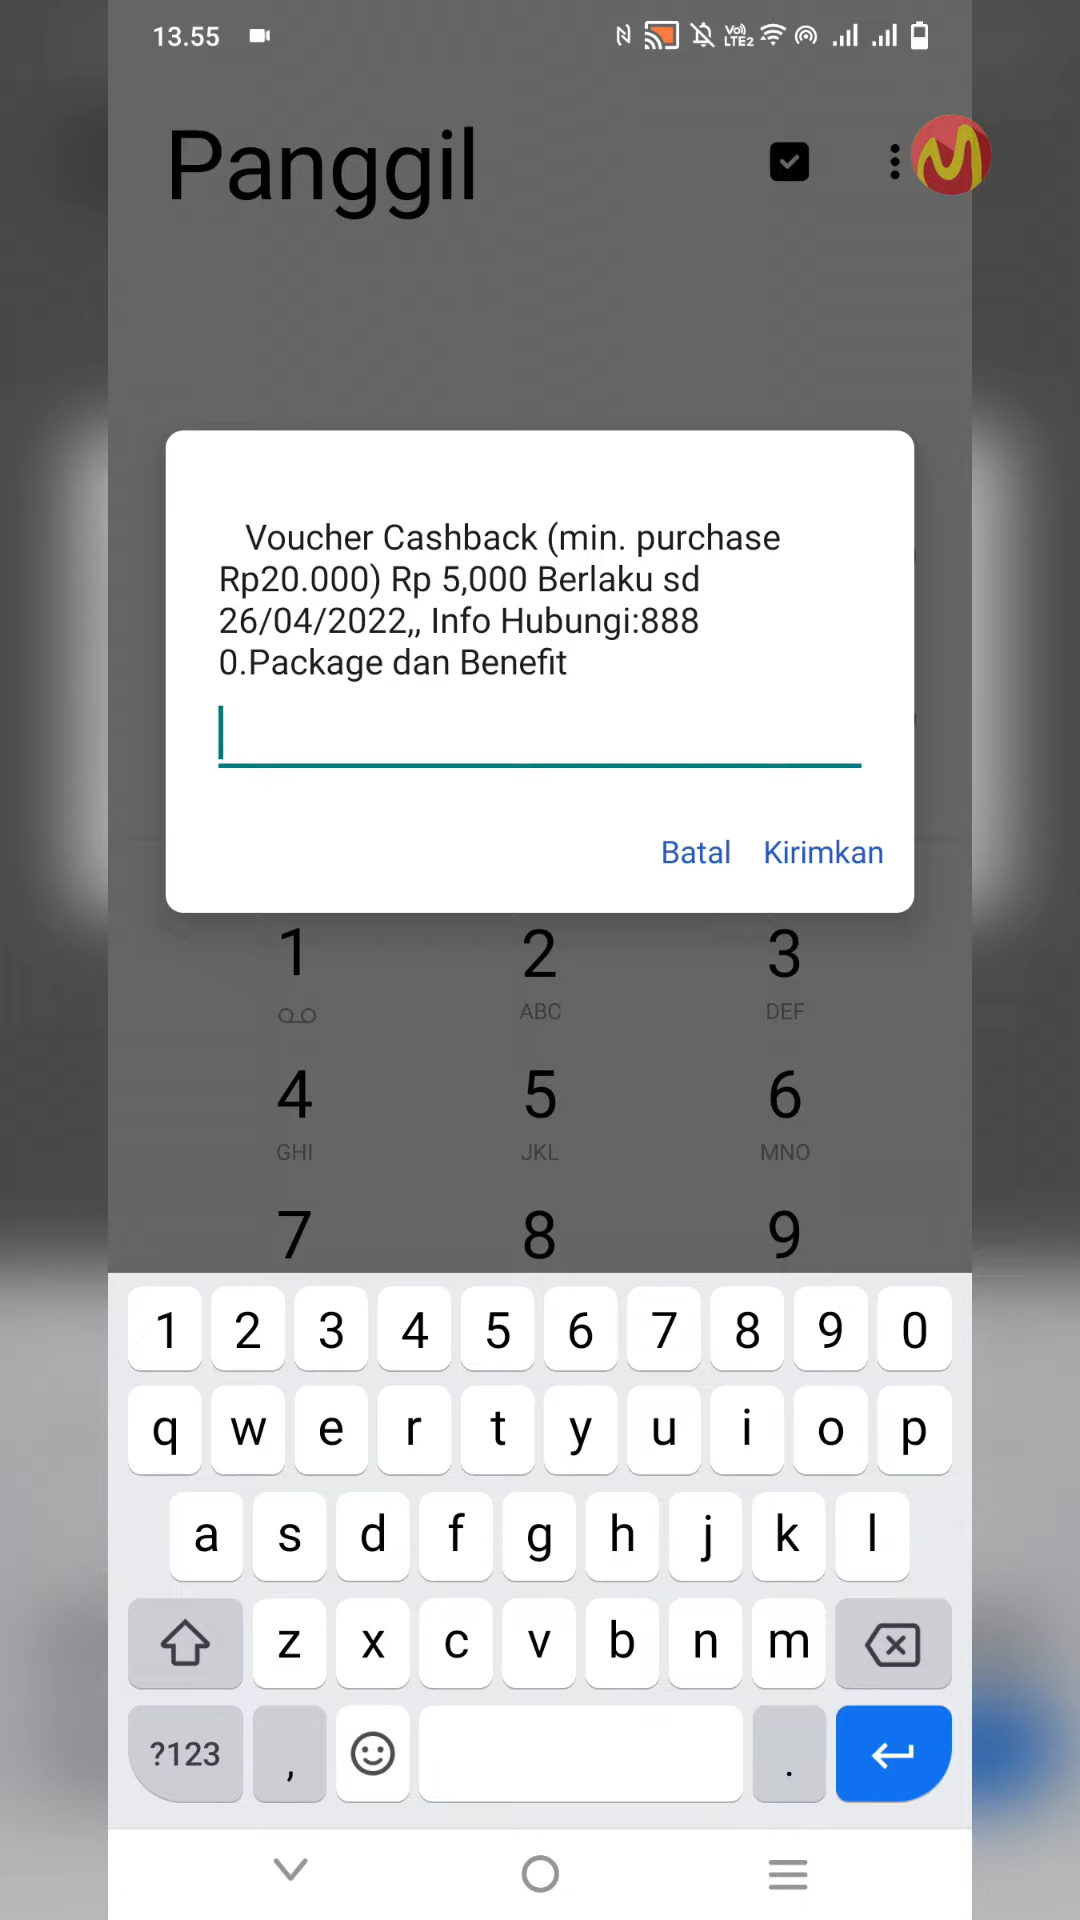 13.55
VoLTE2
Panggil
Voucher Cashback (min. purchase
Rp20.000) Rp 5,000 Berlaku sd
26/04/2022,, Info Hubungi:888
0.Package dan Benefit
Batal Kirimkan
1 2 3
ABC DEF
4 5 6
GHI JKL MNO
7 8 9
1 2 3 4 5 6 7 8 9 0
q w e r t y u i o p
a s d f g h j k l
z x c v b n m
?123 , .